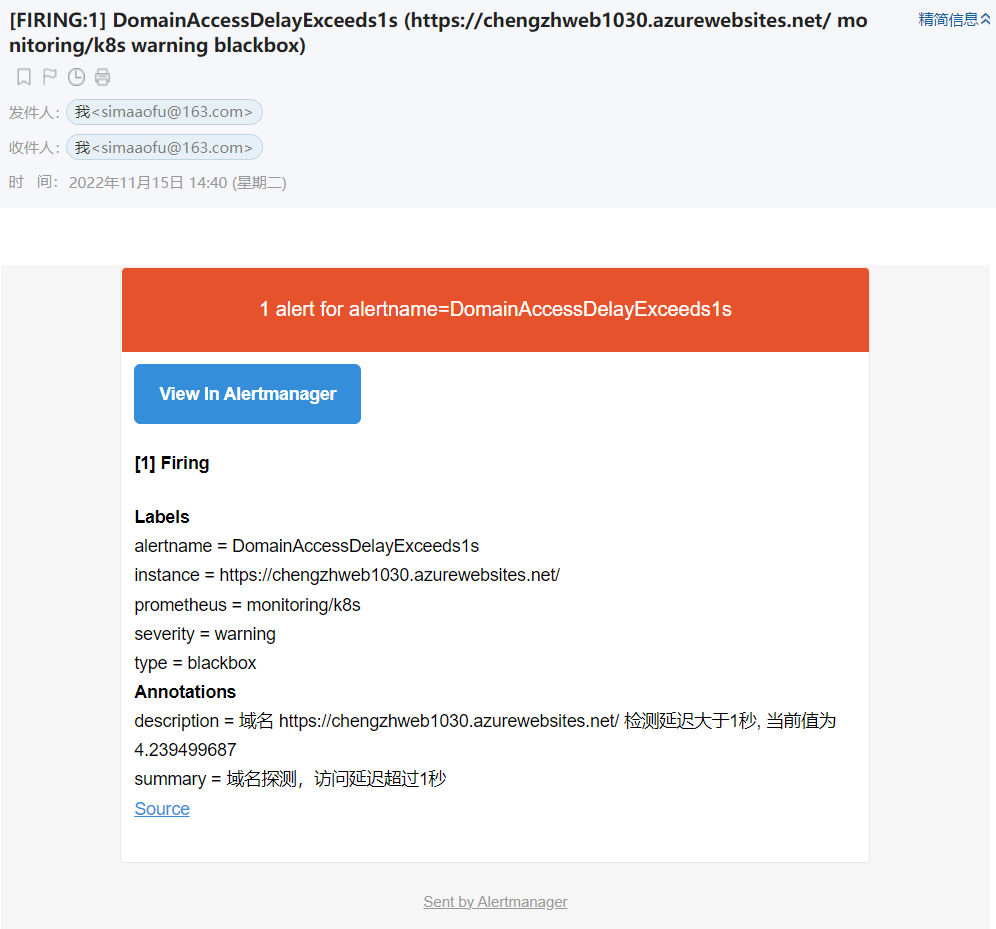 [FIRING:1] DomainAccessDelayExceeds1s (https://chengzhweb1030.azurewebsites.net/ mo
nitoring/k8s warning blackbox)
精简信息
发件人: 我<simaaofu@163.com>
收件人: 我<simaaofu@163.com>
时 间: 2022年11月15日 14:40 (星期二)
1 alert for alertname=DomainAccessDelayExceeds1s
View In Alertmanager
[1] Firing
Labels
alertname = DomainAccessDelayExceeds1s
instance = https://chengzhweb1030.azurewebsites.net/
prometheus = monitoring/k8s
severity = warning
type = blackbox
Annotations
description = 域名 https://chengzhweb1030.azurewebsites.net/ 检测延迟大于1秒, 当前值为
4.239499687
summary = 域名探测，访问延迟超过1秒
Source
Sent by Alertmanager